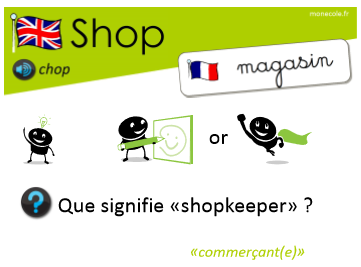 monecole.fr
Shop
chop
magasin
or
? Que signifie «shopkeeper» ?
«commerçant(e)»